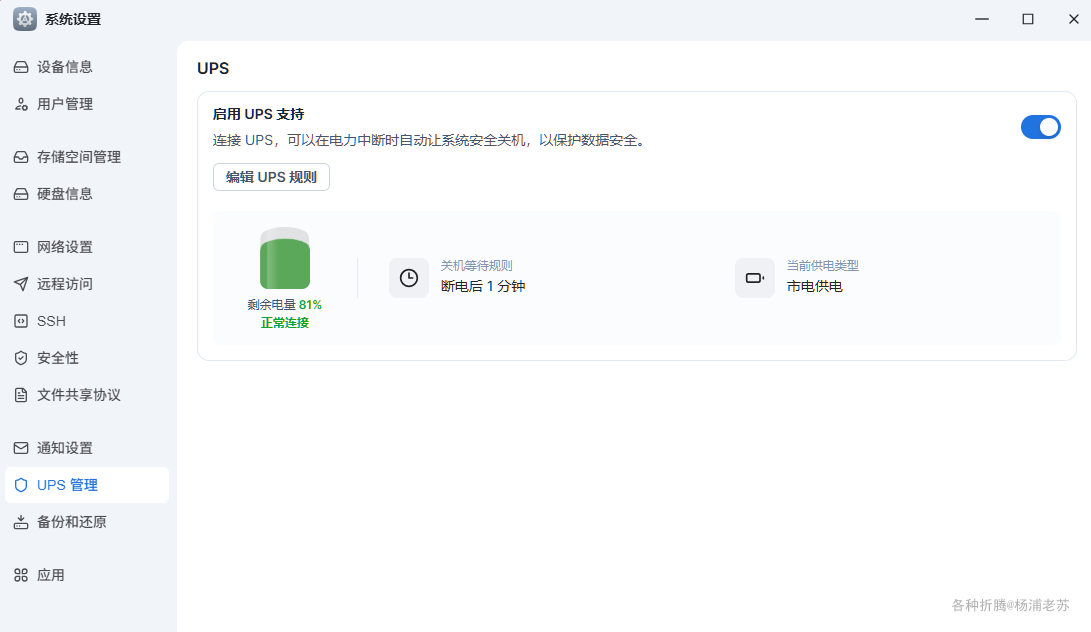 系统设置
设备信息
用户管理
存储空间管理
硬盘信息
网络设置
远程访问
SSH
安全性
文件共享协议
通知设置
UPS 管理
备份和还原
应用
UPS
启用 UPS 支持
连接 UPS，可以在电力中断时自动让系统安全关机，以保护数据安全。
编辑 UPS 规则
剩余电量 81%
正常连接
关机等待规则
断电后 1 分钟
当前供电类型
市电供电
各种折腾@杨浦老苏